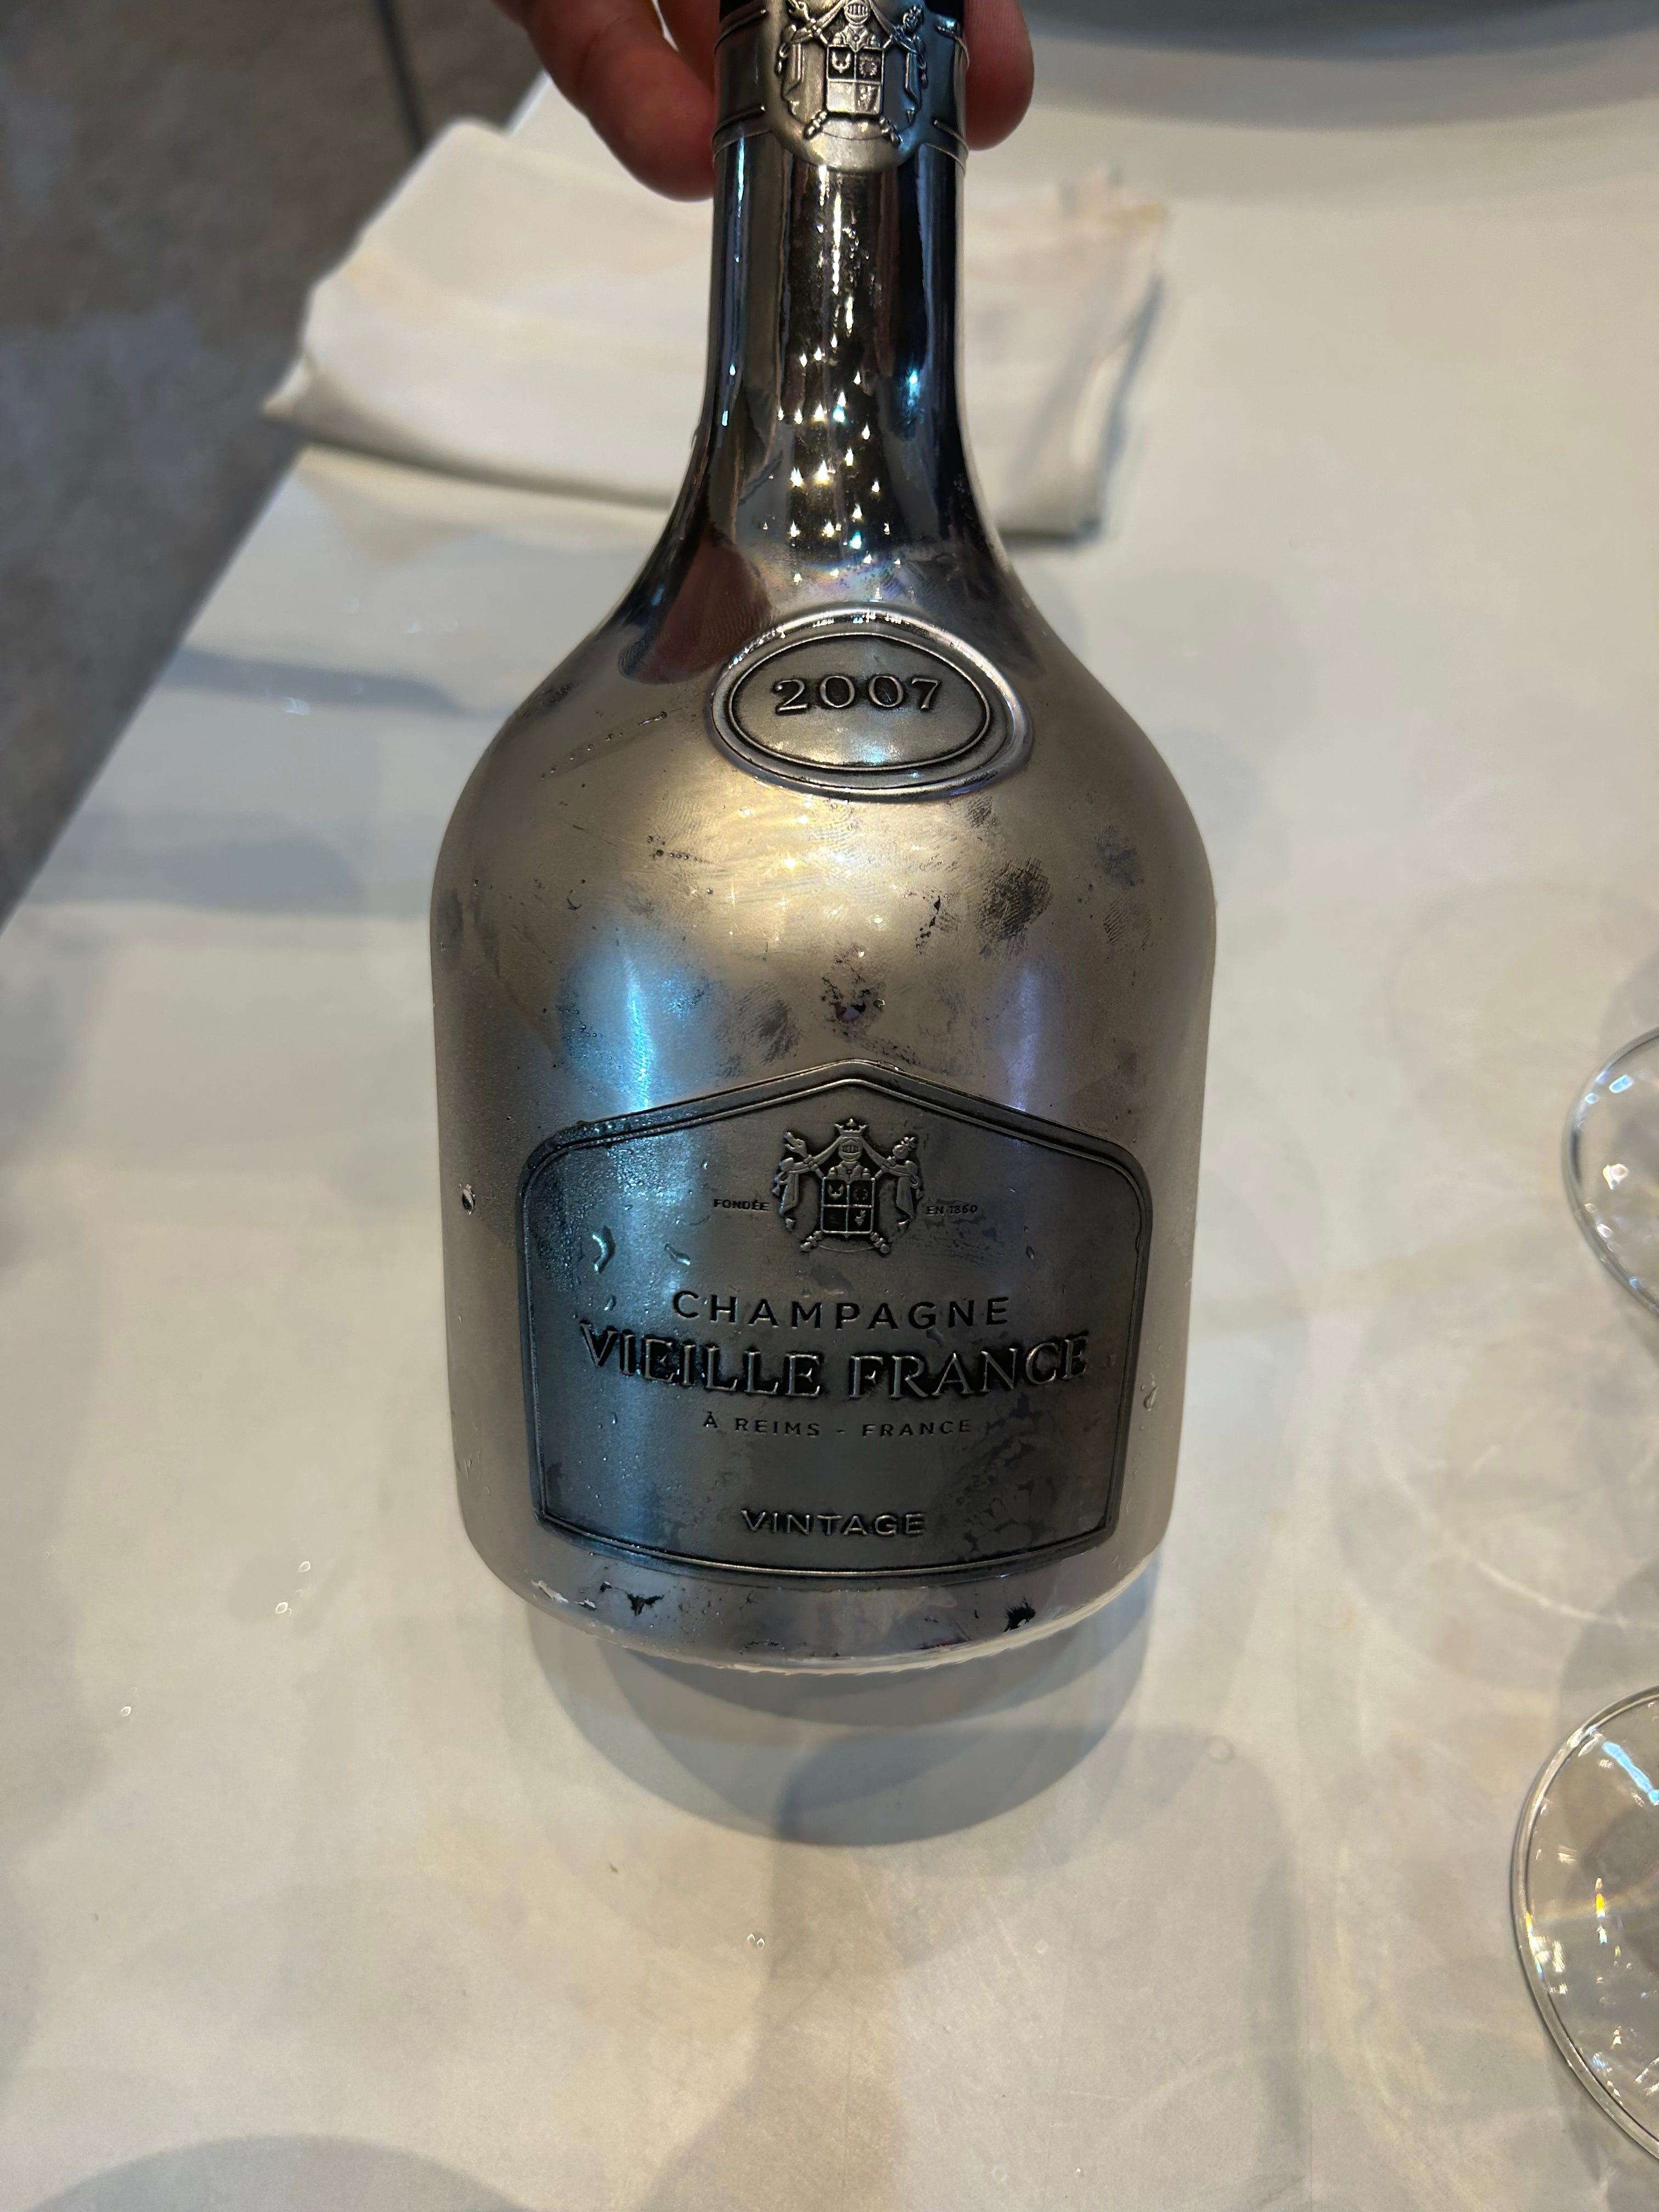 2007
FONDÉE EN 1860
CHAMPAGNE
VIEILLE FRANCE
À REIMS - FRANCE
VINTAGE